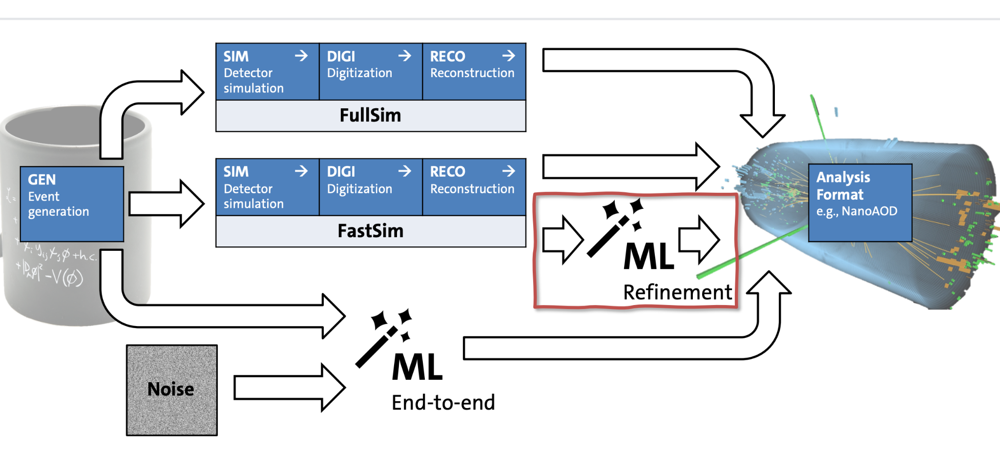 SIM →
Detector
simulation
DIGI →
Digitization
RECO →
Reconstruction
FullSim
GEN
Event
generation
SIM →
Detector
simulation
DIGI →
Digitization
RECO →
Reconstruction
FastSim
ML
Refinement
Analysis
Format
e.g., NanoAOD
+h.c.
-V(φ)
Noise
ML
End-to-end